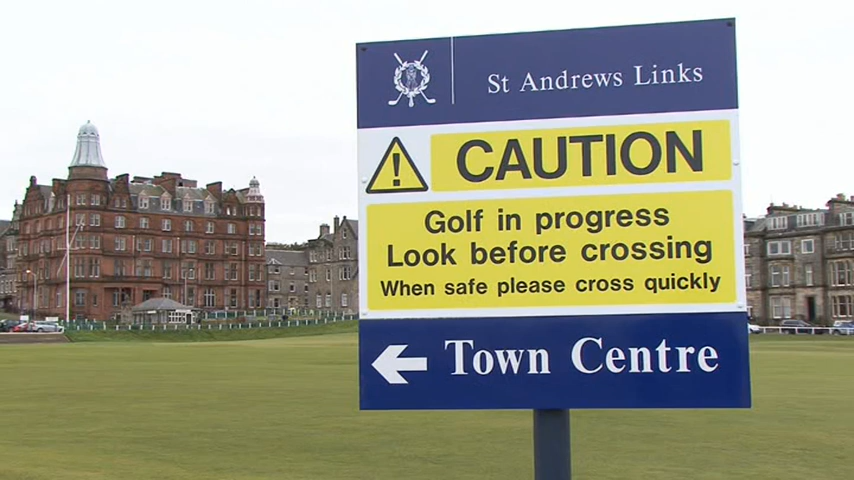 St Andrews Links
CAUTION
Golf in progress
Look before crossing
When safe please cross quickly
Town Centre